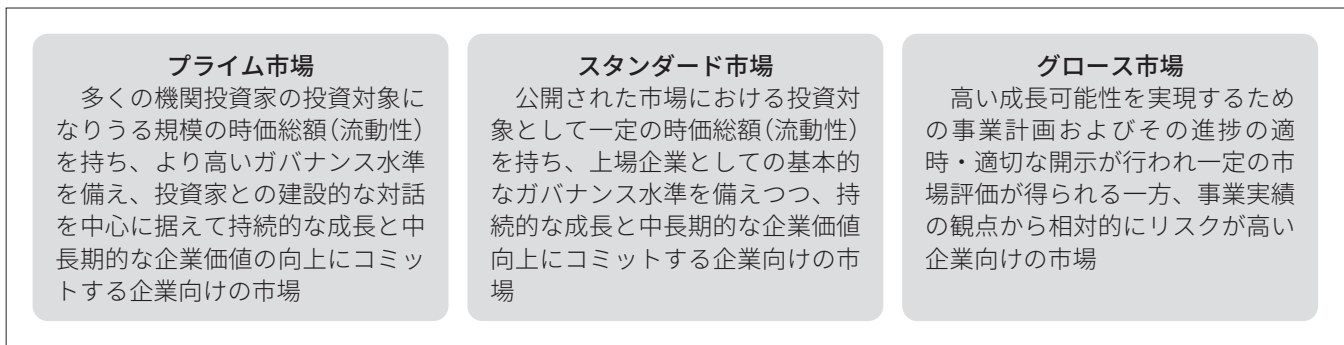 プライム市場
多くの機関投資家の投資対象に
なりうる規模の時価総額(流動性)
を持ち、より高いガバナンス水準
を備え、投資家との建設的な対話
を中心に据えて持続的な成長と中
長期的な企業価値の向上にコミッ
トする企業向けの市場
スタンダード市場
公開された市場における投資対
象として一定の時価総額(流動性)
を持ち、上場企業としての基本的
なガバナンス水準を備えつつ、持
続的な成長と中長期的な企業価値
向上にコミットする企業向けの市
場
グロース市場
高い成長可能性を実現するため
の事業計画およびその進捗の適
時・適切な開示が行われ一定の市
場評価が得られる一方、事業実績
の観点から相対的にリスクが高い
企業向けの市場